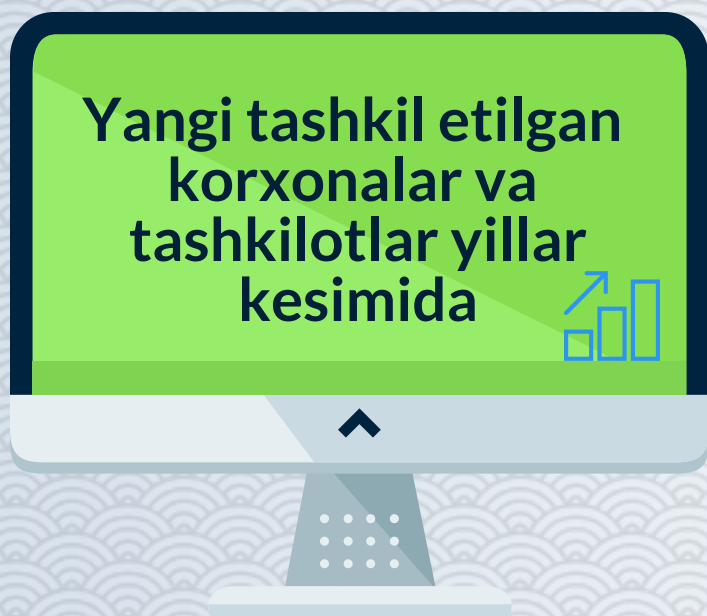 Yangi tashkil etilgan
korxonalar va
tashkilotlar yillar
kesimida